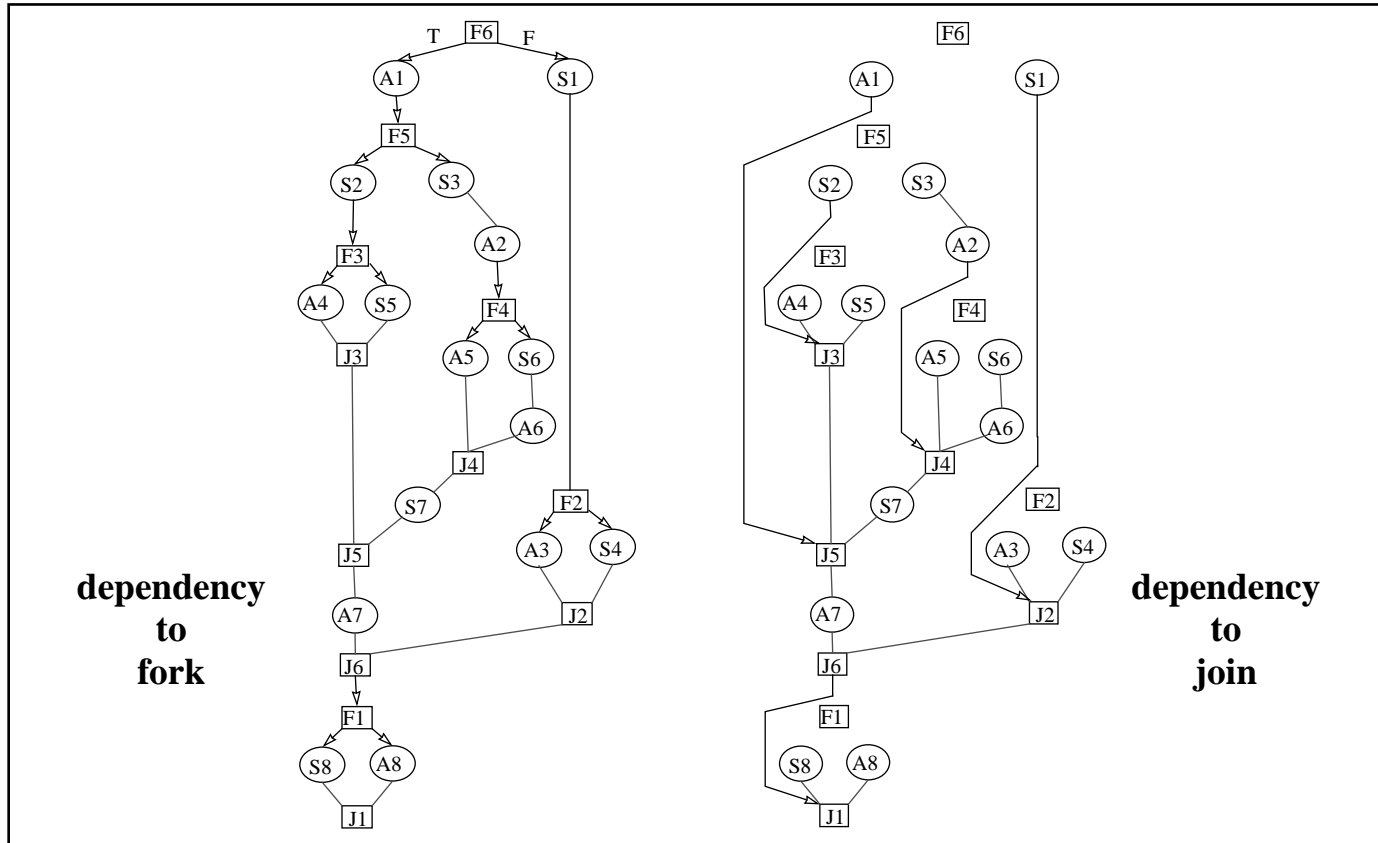 T F6 F
A1 S1
F5
S2 S3
A2
F3
A4 S5
F4
J3 A5 S6
A6
J4
S7 F2
A3 S4
J5
A7 J2
J6
F1
S8 A8
J1
dependency
to
fork
F6
A1 S1
F5
S2 S3
A2
F3
A4 S5
F4
J3 A5 S6
A6
J4
S7 F2
A3 S4
J5
A7 J2
J6
F1
S8 A8
J1
dependency
to
join